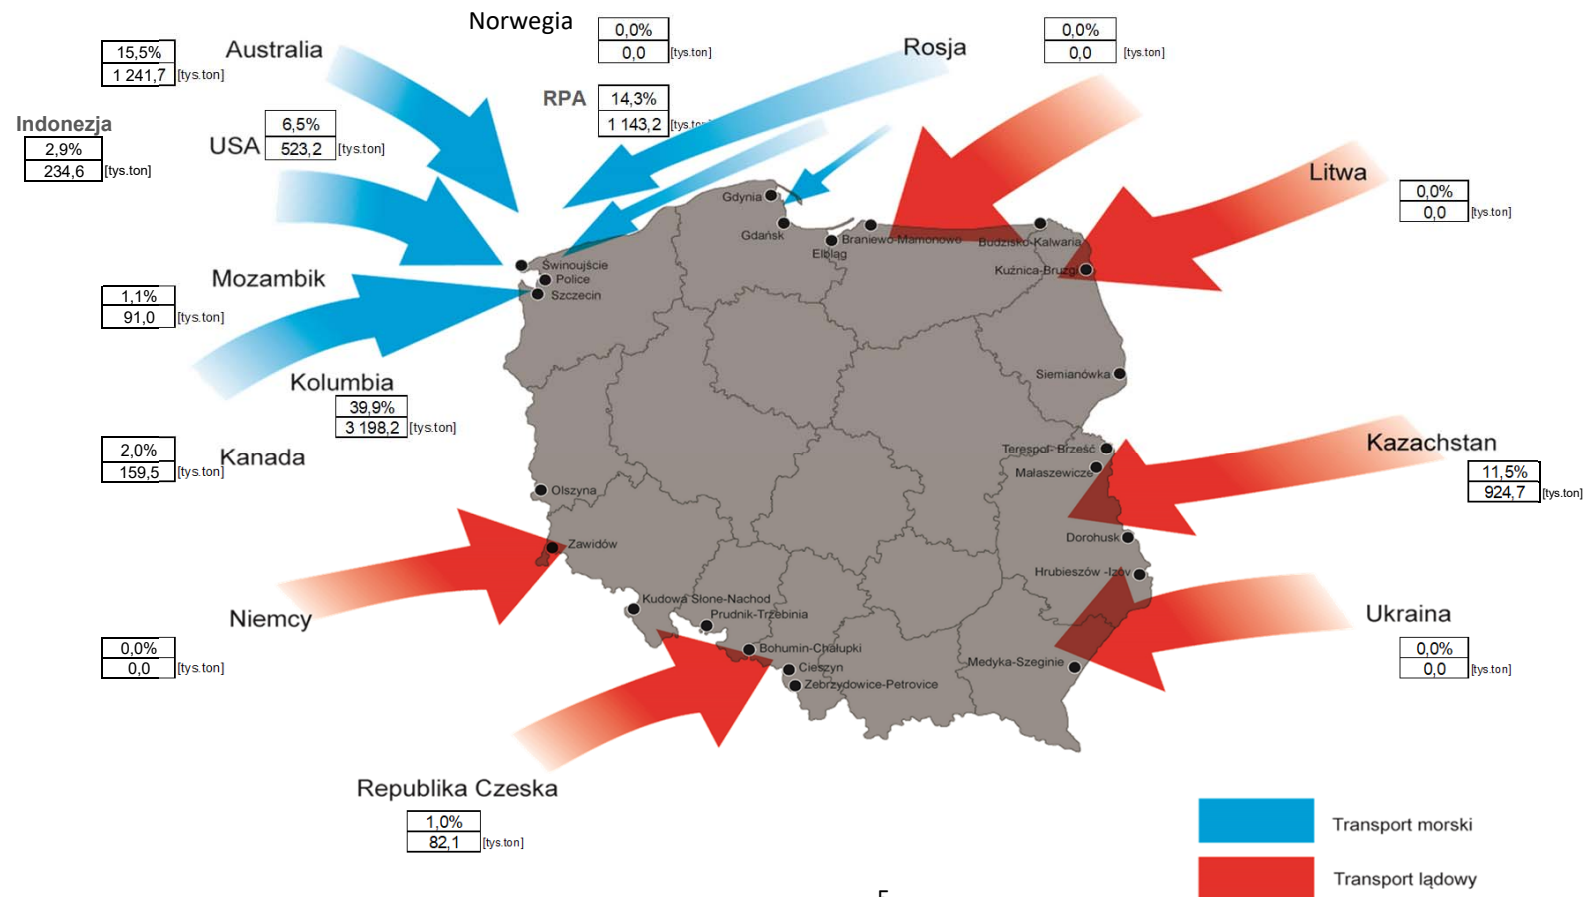 Norwegia
0,0%
0,0 [tys.ton]
Rosja
0,0%
0,0 [tys.ton]
Australia
15,5%
1 241,7 [tys.ton]
RPA
14,3%
1 143,2 [tys.ton]
Indonezja
2,9%
234,6 [tys.ton]
USA
6,5%
523,2 [tys.ton]
Litwa
0,0%
0,0 [tys.ton]
Gdynia
Gdańsk
Elbląg
Braniewo-Mamonowo
Budzisko-Kalwaria
Kuźnica-Bruzgi
Świnoujście
Police
Szczecin
Mozambik
1,1%
91,0 [tys.ton]
Kolumbia
39,9%
3 198,2 [tys.ton]
Siemianówka
Kanada
2,0%
159,5 [tys.ton]
Terespol- Brześć
Małaszewicze
Kazachstan
11,5%
924,7 [tys.ton]
Olszyna
Zawidów
Dorohusk
Hrubieszów -Izov
Kudowa Słone-Nachod
Prudnik-Trzebinia
Niemcy
0,0%
0,0 [tys.ton]
Ukraina
0,0%
0,0 [tys.ton]
Bohumin-Chałupki
Cieszyn
Zebrzydowice-Petrovice
Medyka-Szeginie
Republika Czeska
1,0%
82,1 [tys.ton]
Transport morski
Transport lądowy